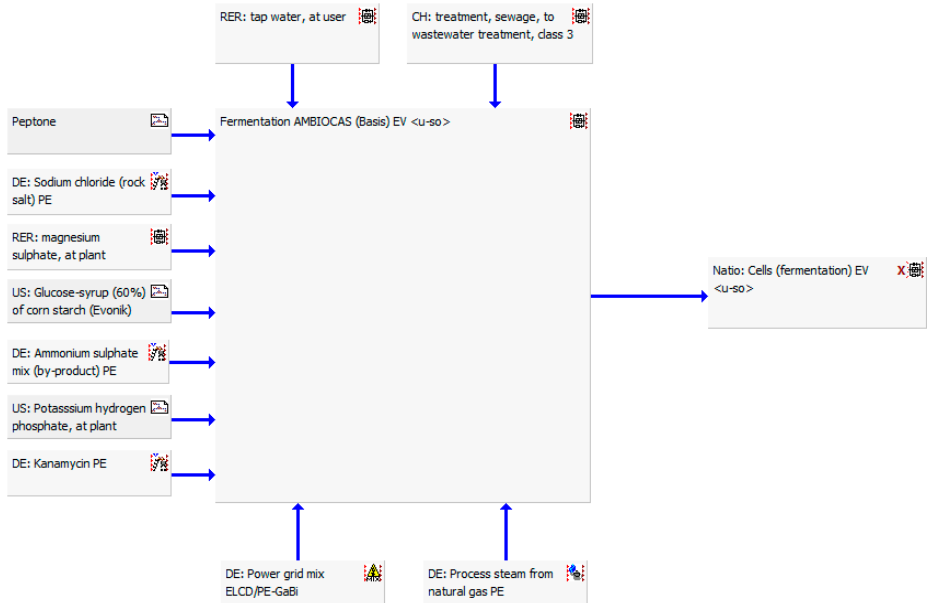 RER: tap water, at user
CH: treatment, sewage, to
wastewater treatment, class 3
Peptone
Fermentation AMBIOCAS (Basis) EV <u-so>
DE: Sodium chloride (rock
salt) PE
RER: magnesium
sulphate, at plant
US: Glucose-syrup (60%)
of corn starch (Evonik)
DE: Ammonium sulphate
mix (by-product) PE
US: Potasssium hydrogen
phosphate, at plant
DE: Kanamycin PE
Natio: Cells (fermentation) EV
X
<u-so>
DE: Power grid mix
ELCD/PE-GaBi
DE: Process steam from
natural gas PE